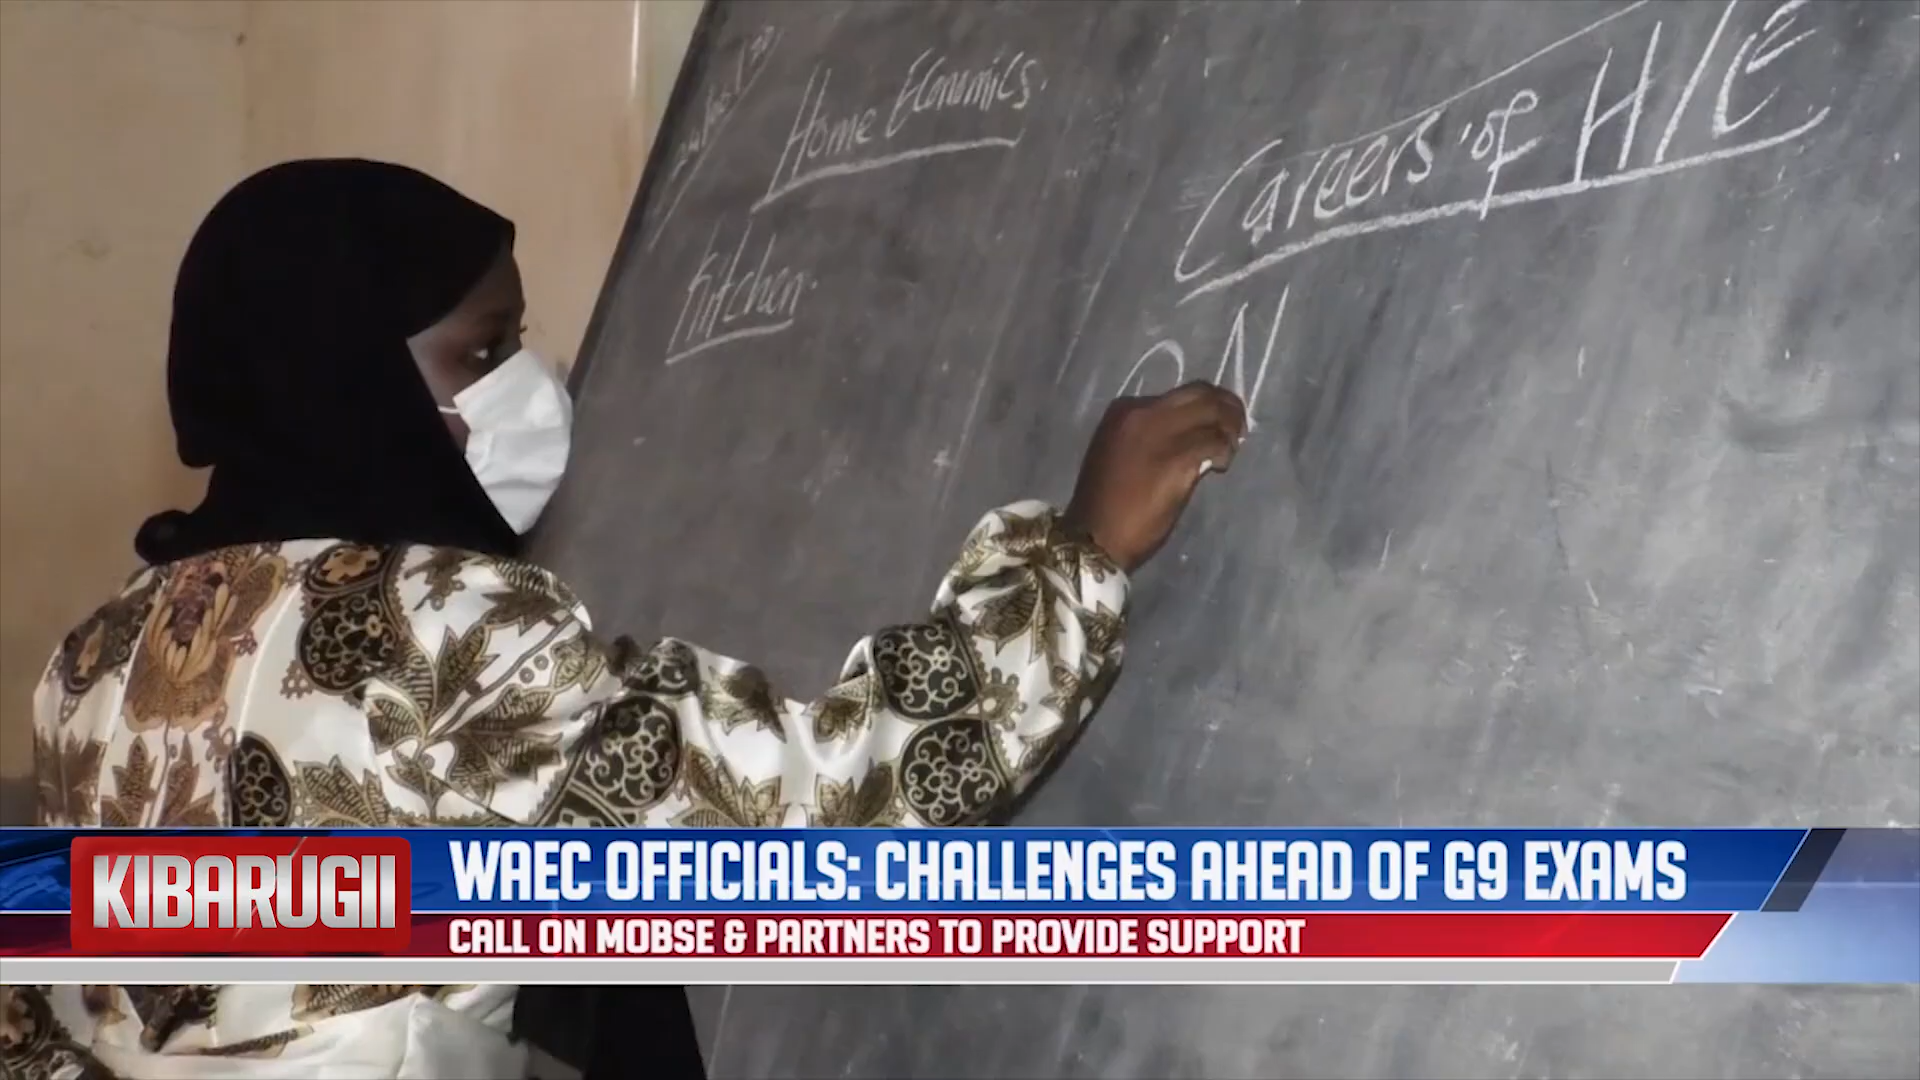 Home Economics.
Careers of H/E
Kitchen.
KIBARUGII
WAEC OFFICIALS: CHALLENGES AHEAD OF G9 EXAMS
CALL ON MOBSE & PARTNERS TO PROVIDE SUPPORT